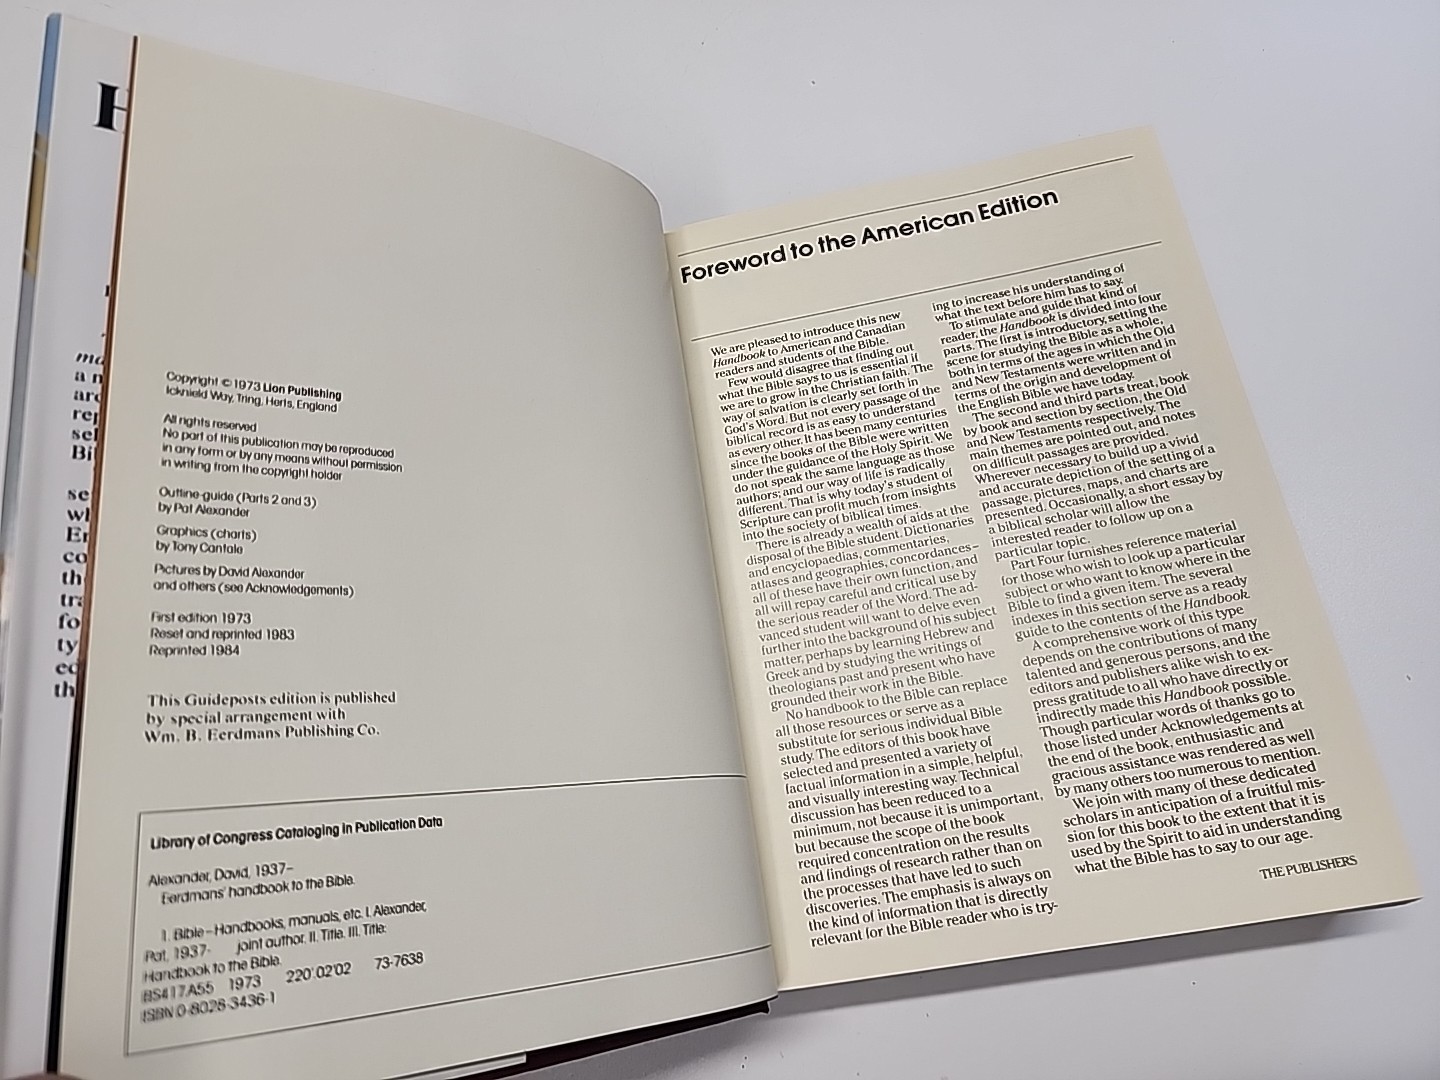 H
ma
a n
are
rep
sel
Bi
se
wh
Er
co
th
tra
fo
ty
ed
th
Copyright © 1973 Lion Publishing
Icknield Way, Tring, Herts, England
All rights reserved
No part of this publication may be reproduced
in any form or by any means without permission
in writing from the copyright holder
Outline-guide (Parts 2 and 3)
by Pat Alexander
Graphics (charts)
by Tony Cantale
Pictures by David Alexander
and others (see Acknowledgements)
First edition 1973
Reset and reprinted 1983
Reprinted 1984
This Guideposts edition is published
by special arrangement with
Wm. B. Eerdmans Publishing Co.
Library of Congress Cataloging in Publication Data
Alexander, David, 1937–
Eerdmans' handbook to the Bible.
1. Bible – Handbooks, manuals, etc. I. Alexander,
Pat, 1937- joint author. II. Title. III. Title:
Handbook to the Bible.
BS417.A55 1973 220'.02'02 73-7638
ISBN 0-8028-3436-1
Foreword to the American Edition
We are pleased to introduce this new
Handbook to American and Canadian
readers and students of the Bible.
Few would disagree that finding out
what the Bible says to us is essential if
we are to grow in the Christian faith. The
way of salvation is clearly set forth in
God's Word. But not every passage of the
biblical record is as easy to understand
as every other. It has been many centuries
since the books of the Bible were written
under the guidance of the Holy Spirit. We
do not speak the same language as those
authors; and our way of life is radically
different. That is why today's student of
Scripture can profit much from insights
into the society of biblical times.
There is already a wealth of aids at the
disposal of the Bible student. Dictionaries
and encyclopaedias, commentaries,
atlases and geographies, concordances–
all of these have their own function, and
all will repay careful and critical use by
the serious reader of the Word. The ad-
vanced student will want to delve even
further into the background of his subject
matter, perhaps by learning Hebrew and
Greek and by studying the writings of
theologians past and present who have
grounded their work in the Bible.
No handbook to the Bible can replace
all those resources or serve as a
substitute for serious individual Bible
study. The editors of this book have
selected and presented a variety of
factual information in a simple, helpful,
and visually interesting way. Technical
discussion has been reduced to a
minimum, not because it is unimportant,
but because the scope of the book
required concentration on the results
and findings of research rather than on
the processes that have led to such
discoveries. The emphasis is always on
the kind of information that is directly
relevant for the Bible reader who is try-
ing to increase his understanding of
what the text before him has to say.
To stimulate and guide that kind of
reader, the Handbook is divided into four
parts. The first is introductory, setting the
scene for studying the Bible as a whole,
both in terms of the ages in which the Old
and New Testaments were written and in
terms of the origin and development of
the English Bible we have today.
The second and third parts treat, book
by book and section by section, the Old
and New Testaments respectively. The
main themes are pointed out, and notes
on difficult passages are provided.
Wherever necessary to build up a vivid
and accurate depiction of the setting of a
passage, pictures, maps, and charts are
presented. Occasionally, a short essay by
a biblical scholar will allow the
interested reader to follow up on a
particular topic.
Part Four furnishes reference material
for those who wish to look up a particular
subject or who want to know where in the
Bible to find a given item. The several
indexes in this section serve as a ready
guide to the contents of the Handbook.
A comprehensive work of this type
depends on the contributions of many
talented and generous persons, and the
editors and publishers alike wish to ex-
press gratitude to all who have directly or
indirectly made this Handbook possible.
Though particular words of thanks go to
those listed under Acknowledgements at
the end of the book, enthusiastic and
gracious assistance was rendered as well
by many others too numerous to mention.
We join with many of these dedicated
scholars in anticipation of a fruitful mis-
sion for this book to the extent that it is
used by the Spirit to aid in understanding
what the Bible has to say to our age.
THE PUBLISHERS